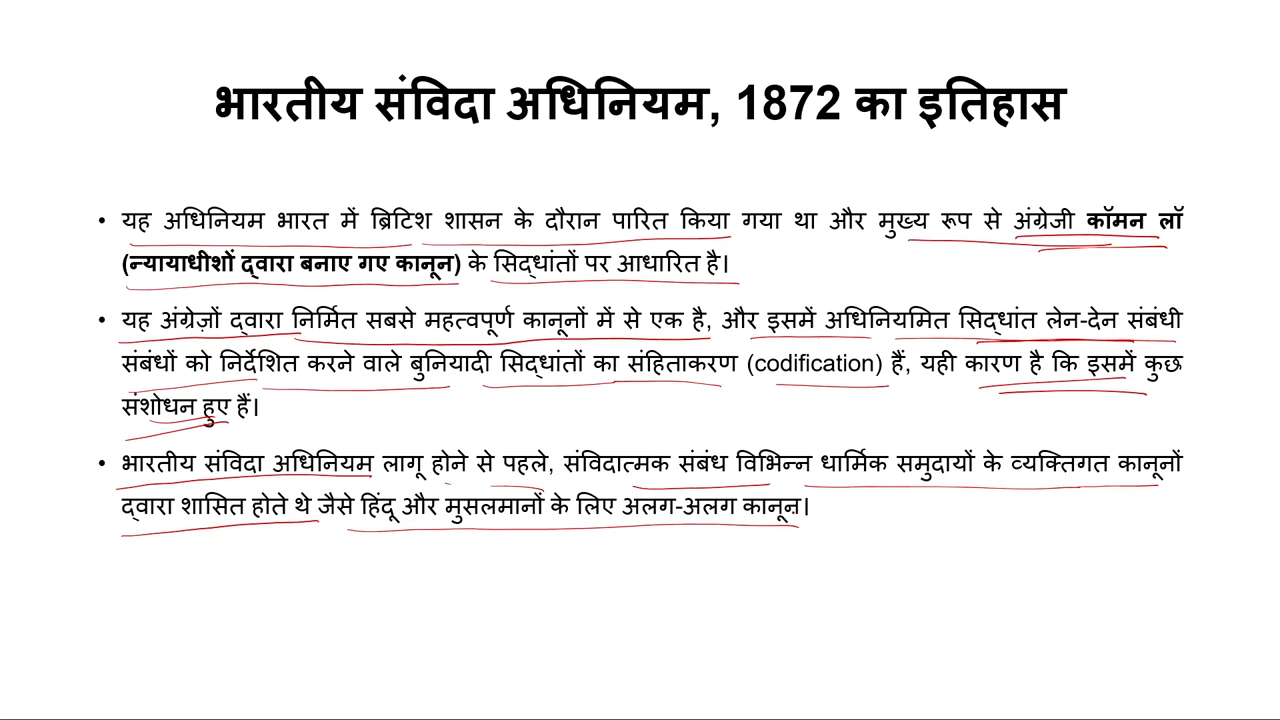 भारतीय संविदा अधिनियम, 1872 का इतिहास
• यह अधिनियम भारत में ब्रिटिश शासन के दौरान पारित किया गया था और मुख्य रूप से अंग्रेजी कॉमन लॉ
(न्यायाधीशों द्वारा बनाए गए कानून) के सिद्धांतों पर आधारित है।
• यह अंग्रेज़ों द्वारा निर्मित सबसे महत्वपूर्ण कानूनों में से एक है, और इसमें अधिनियमित सिद्धांत लेन-देन संबंधी
संबंधों को निर्देशित करने वाले बुनियादी सिद्धांतों का संहिताकरण (codification) हैं, यही कारण है कि इसमें कुछ
संशोधन हुए हैं।
• भारतीय संविदा अधिनियम लागू होने से पहले, संविदात्मक संबंध विभिन्न धार्मिक समुदायों के व्यक्तिगत कानूनों
द्वारा शासित होते थे जैसे हिंदू और मुसलमानों के लिए अलग-अलग कानून।